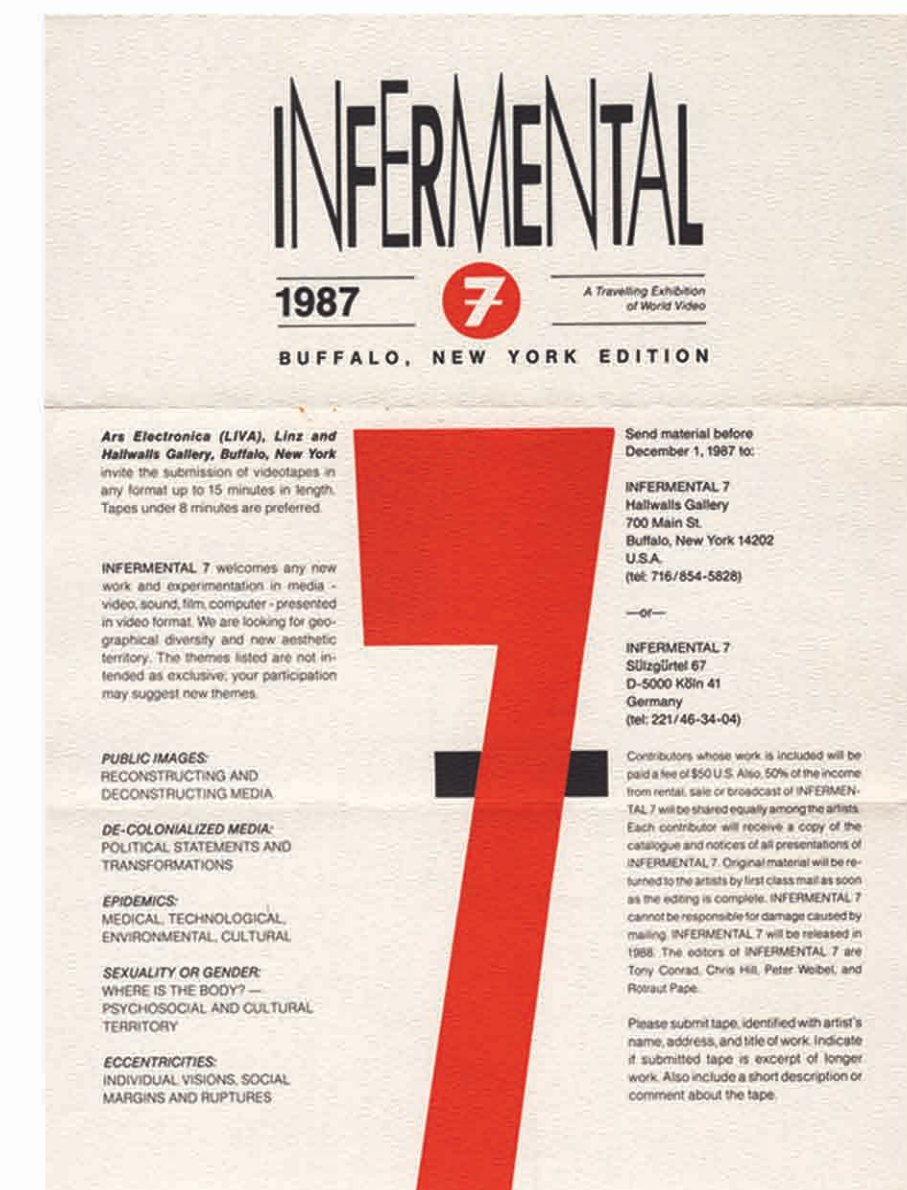 INFERMENTAL
1987
7
A Travelling Exhibition
of World Video
BUFFALO, NEW YORK EDITION
Ars Electronica (LIVA), Linz and
Hallwalls Gallery, Buffalo, New York
invite the submission of videotapes in
any format up to 15 minutes in length.
Tapes under 8 minutes are preferred.
INFERMENTAL 7 welcomes any new
work and experimentation in media -
video, sound, film, computer - presented
in video format. We are looking for geo-
graphical diversity and new aesthetic
territory. The themes listed are not in-
tended as exclusive; your participation
may suggest new themes.
PUBLIC IMAGES:
RECONSTRUCTING AND
DECONSTRUCTING MEDIA
DE-COLONIALIZED MEDIA:
POLITICAL STATEMENTS AND
TRANSFORMATIONS
EPIDEMICS:
MEDICAL, TECHNOLOGICAL,
ENVIRONMENTAL, CULTURAL
SEXUALITY OR GENDER:
WHERE IS THE BODY? —
PSYCHOSOCIAL AND CULTURAL
TERRITORY
ECCENTRICITIES:
INDIVIDUAL VISIONS, SOCIAL
MARGINS AND RUPTURES
7
Send material before
December 1, 1987 to:
INFERMENTAL 7
Hallwalls Gallery
700 Main St.
Buffalo, New York 14202
U.S.A.
(tel: 716/854-5828)
—or—
INFERMENTAL 7
Sülzgürtel 67
D-5000 Köln 41
Germany
(tel: 221/46-34-04)
Contributors whose work is included will be
paid a fee of $50 U.S. Also, 50% of the income
from rental, sale or broadcast of INFERMEN-
TAL 7 will be shared equally among the artists.
Each contributor will receive a copy of the
catalogue and notices of all presentations of
INFERMENTAL 7. Original material will be re-
turned to the artists by first class mail as soon
as the editing is complete. INFERMENTAL 7
cannot be responsible for damage caused by
mailing. INFERMENTAL 7 will be released in
1988. The editors of INFERMENTAL 7 are
Tony Conrad, Chris Hill, Peter Weibel, and
Rotraut Pape.
Please submit tape, identified with artist's
name, address, and title of work. Indicate
if submitted tape is excerpt of longer
work. Also include a short description or
comment about the tape.